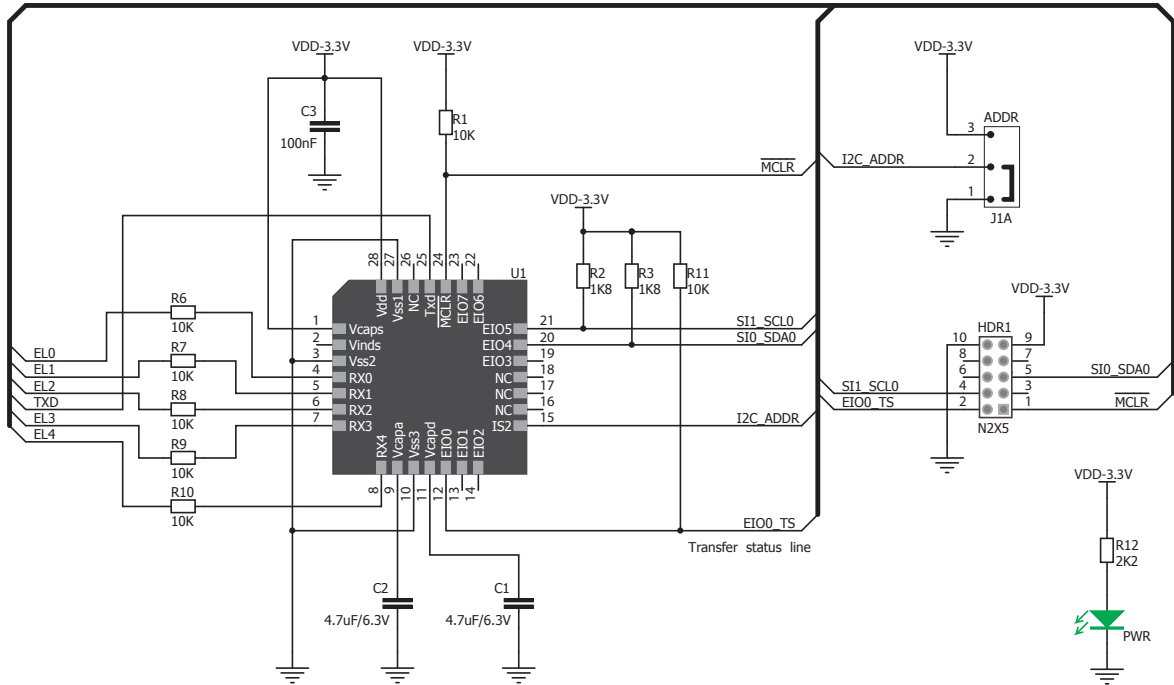 VDD-3.3V
VDD-3.3V
VDD-3.3V
C3
100nF
R1
10K
ADDR
3
2
1
J1A
MCLR
I2C_ADDR
VDD-3.3V
R2
1K8
R3
1K8
R11
10K
28
27
26
25
24
23
22
U1
Vdd
Vss1
NC
Txd
MCLR
EIO7
EIO6
1
2
3
4
5
6
7
Vcaps
Vinds
Vss2
RX0
RX1
RX2
RX3
EIO5
EIO4
EIO3
NC
NC
NC
IS2
21
20
19
18
17
16
15
SI1_SCL0
SI0_SDA0
I2C_ADDR
RX4
Vcapa
Vss3
Vcapd
EIO0
EIO1
EIO2
8
9
10
11
12
13
14
R6
10K
R7
10K
R8
10K
R9
10K
R10
10K
EL0
EL1
EL2
TXD
EL3
EL4
EIO0_TS
Transfer status line
C2
4.7uF/6.3V
C1
4.7uF/6.3V
VDD-3.3V
HDR1
10
8
6
4
2
9
7
5
3
1
N2X5
SI1_SCL0
EIO0_TS
SI0_SDA0
MCLR
VDD-3.3V
R12
2K2
PWR